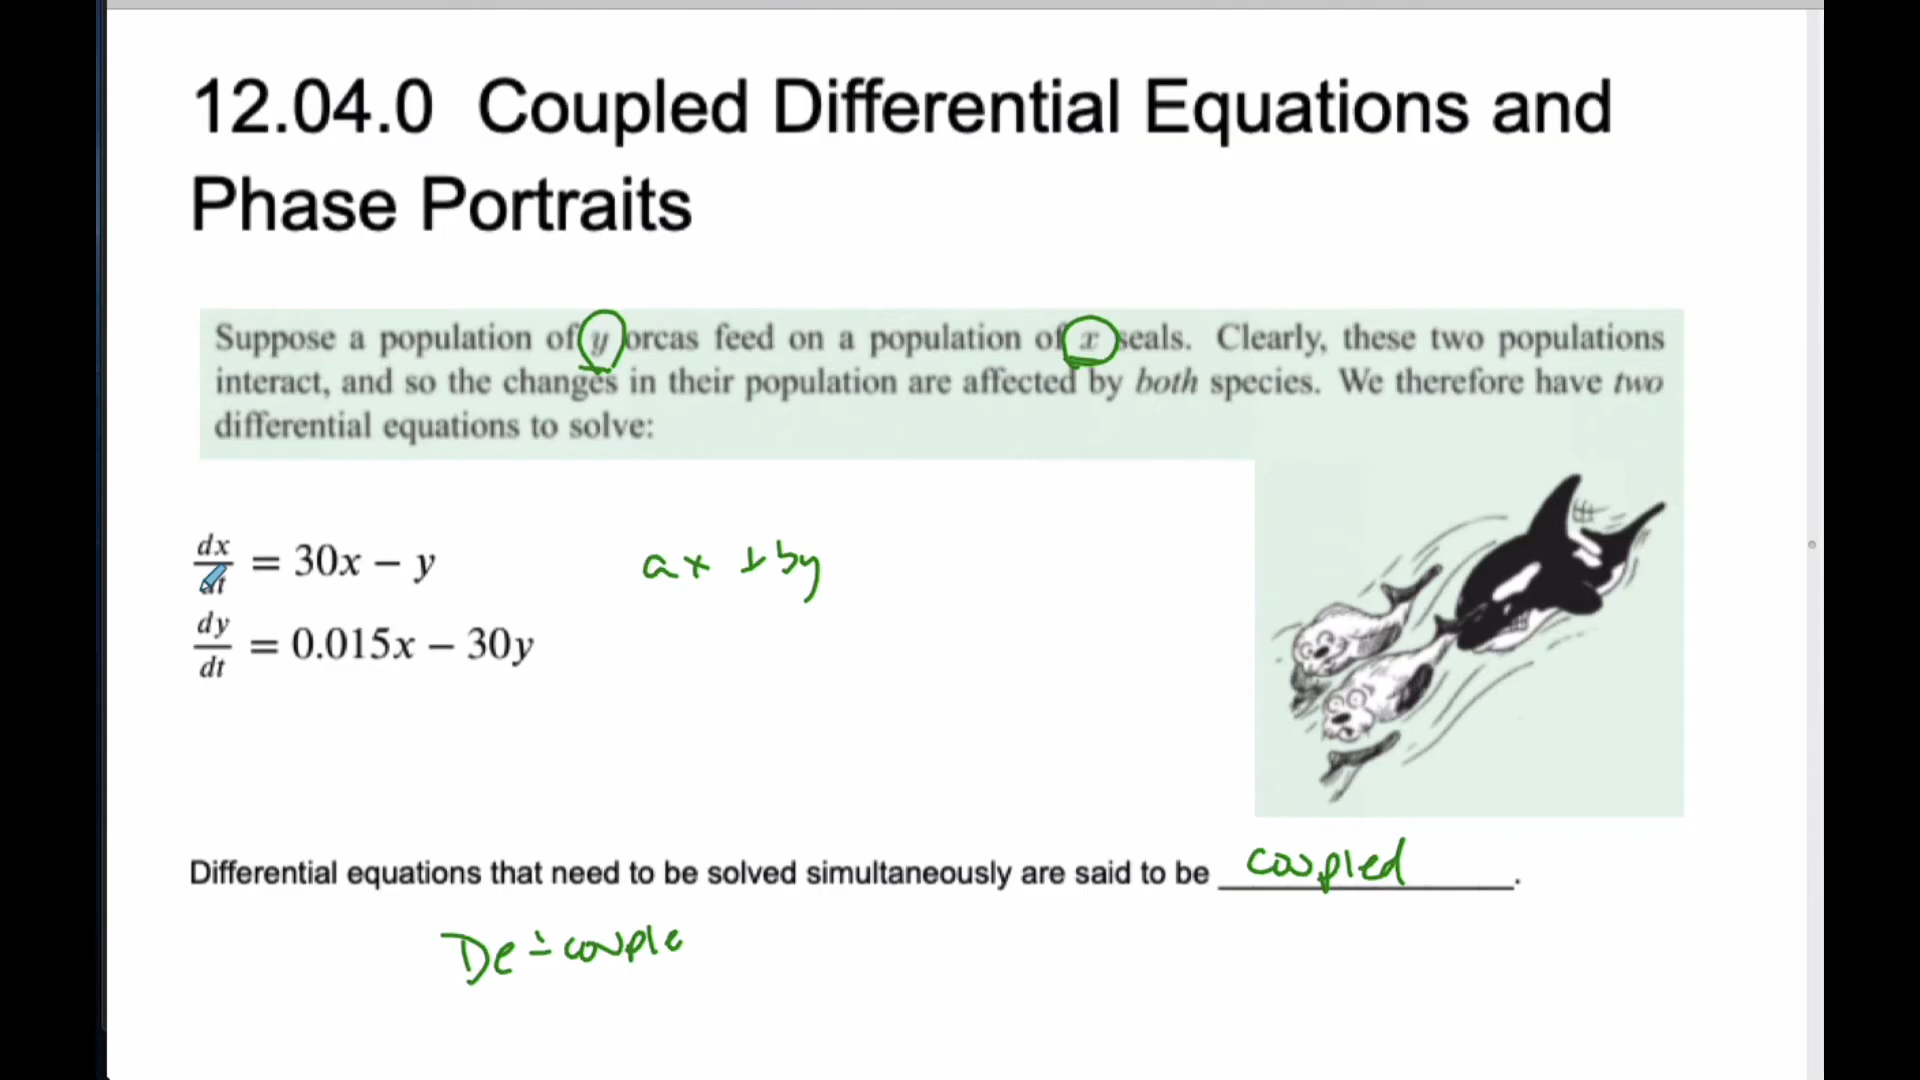 12.04.0 Coupled Differential Equations and
Phase Portraits
Suppose a population of y orcas feed on a population of x seals. Clearly, these two populations
interact, and so the changes in their population are affected by both species. We therefore have two
differential equations to solve:
dx/dt = 30x – y
ax + by
dy/dt = 0.015x – 30y
Differential equations that need to be solved simultaneously are said to be coupled.
De-couple